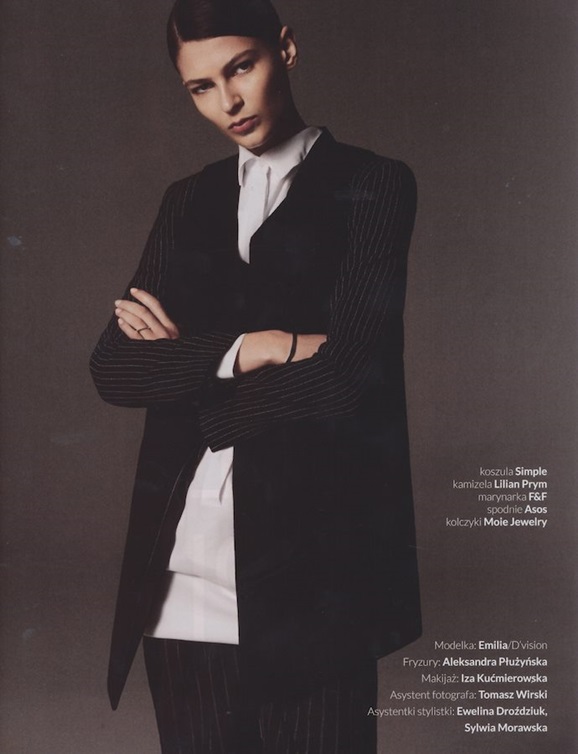 koszula Simple
kamizela Lilian Prym
marynarka F&F
spodnie Asos
kolczyki Moie Jewelry
Modelka: Emilia/D'vision
Fryzury: Aleksandra Płużyńska
Makijaż: Iza Kućmierowska
Asystent fotografa: Tomasz Wirski
Asystentki stylistki: Ewelina Droździuk,
Sylwia Morawska